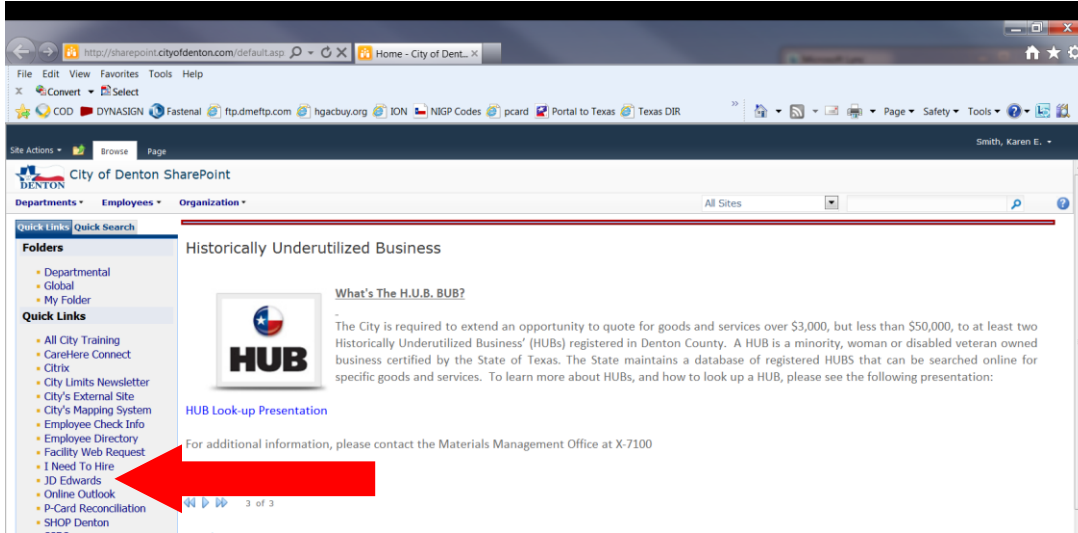 http://sharepoint.cityofdenton.com/default.asp
Home - City of Dent...
File Edit View Favorites Tools Help
x Convert Select
COD DYNASIGN Fastenal ftp.dmeftp.com hgacbuy.org ION NIGP Codes pcard Portal to Texas Texas DIR » Page Safety Tools
Smith, Karen E.
Site Actions Browse Page
DENTON City of Denton SharePoint
Departments Employees Organization All Sites
Quick Links Quick Search
Folders
Departmental
Global
My Folder
Quick Links
All City Training
CareHere Connect
Citrix
City Limits Newsletter
City's External Site
City's Mapping System
Employee Check Info
Employee Directory
Facility Web Request
I Need To Hire
JD Edwards
Online Outlook
P-Card Reconciliation
SHOP Denton
Historically Underutilized Business
HUB
What's The H.U.B. BUB?
The City is required to extend an opportunity to quote for goods and services over $3,000, but less than $50,000, to at least two
Historically Underutilized Business' (HUBs) registered in Denton County. A HUB is a minority, woman or disabled veteran owned
business certified by the State of Texas. The State maintains a database of registered HUBS that can be searched online for
specific goods and services. To learn more about HUBs, and how to look up a HUB, please see the following presentation:
HUB Look-up Presentation
For additional information, please contact the Materials Management Office at X-7100
3 of 3